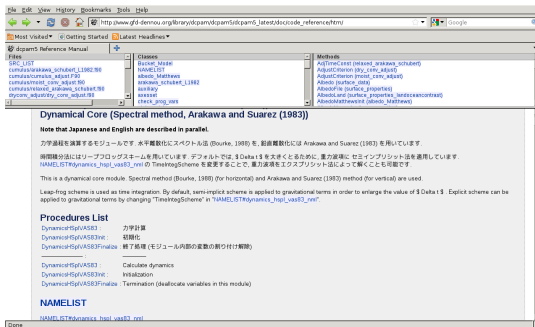 File Edit View History Bookmarks Tools Help
http://www.gfd-dennou.org/library/dcpam/dcpam5/dcpam5_latest/doc/code_reference/htm/
Google
Most Visited Getting Started Latest Headlines
dcpam5 Reference Manual
Files
SRC_LIST
cumulus/arakawa_schubert_L1982.f90
cumulus/cumulus_adjust.F90
cumulus/moist_conv_adjust.f90
cumulus/relaxed_arakawa_schubert.f90
dryconv_adjust/dry_conv_adjust.f90
Classes
Bucket_Model
NAMELIST
albedo_Matthews
arakawa_schubert_L1982
auxiliary
axesset
check_prog_vars
Methods
AdjTimeConst (relaxed_arakawa_schubert)
AdjustCriterion (dry_conv_adjust)
AdjustCriterion (moist_conv_adjust)
Albedo (surface_data)
AlbedoFile (surface_properties)
AlbedoLand (surface_properties_landoceancontrast)
AlbedoMatthewsInit (albedo_Matthews)
Dynamical Core (Spectral method, Arakawa and Suarez (1983))
Note that Japanese and English are described in parallel.
力学過程を演算するモジュールです. 水平離散化にスペクトル法 (Bourke, 1988) を, 鉛直離散化には Arakawa and Suarez (1983) を用いています.
時間積分法にはリープフロッグスキームを用いています. デフォルトでは, $ Delta t $ を大きくとるために, 重力波項に セミインプリシット法を適用しています.
NAMELIST#dynamics_hspl_vas83_nml の TimeIntegScheme を変更することで, 重力波項をエクスプリシット法によって解くことも可能です.
This is a dynamical core module. Spectral method (Bourke, 1988) (for horizontal) and Arakawa and Suarez (1983) method (for vertical) are used.
Leap-frog scheme is used as time integration. By default, semi-implicit scheme is applied to gravitational terms in order to enlarge the value of $ Delta t $ . Explicit scheme can be
applied to gravitational terms by changing "TimeIntegScheme" in "NAMELIST#dynamics_hspl_vas83_nml".
Procedures List
DynamicsHSplVAS83 : 力学計算
DynamicsHSplVAS83Init : 初期化
DynamicsHSplVAS83Finalize : 終了処理 (モジュール内部の変数の割り付け解除)
DynamicsHSplVAS83 : Calculate dynamics
DynamicsHSplVAS83Init : Initialization
DynamicsHSplVAS83Finalize : Termination (deallocate variables in this module)
NAMELIST
NAMELIST#dynamics_hspl_vas83_nml
Done